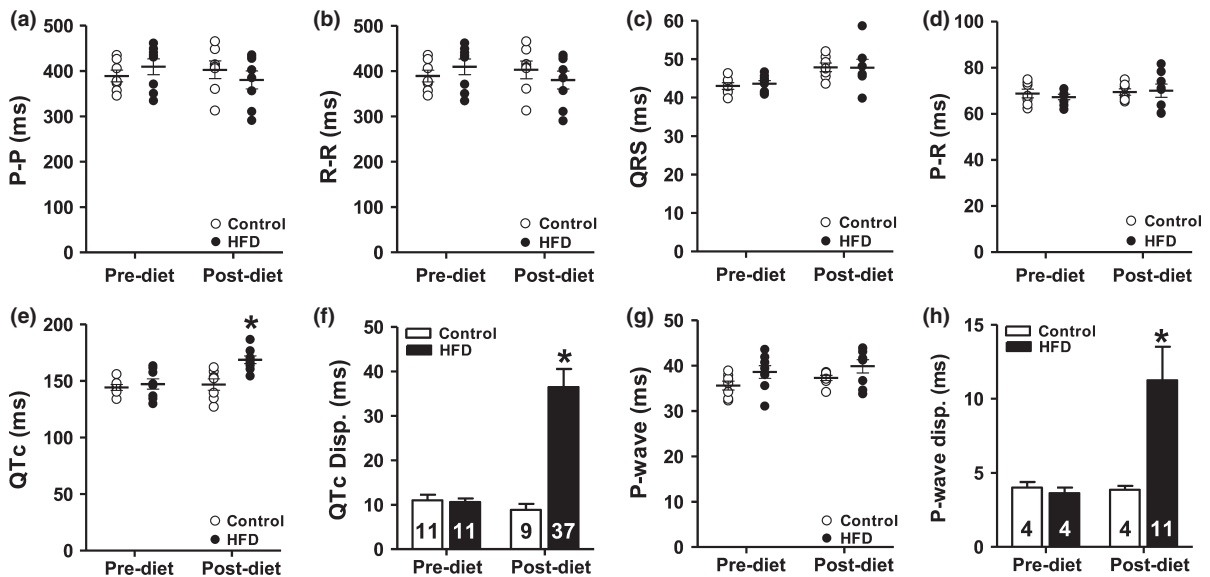 (a)
500
400
300
200
100
0
P-P (ms)
Control
HFD
Pre-diet Post-diet
(b)
500
400
300
200
100
0
R-R (ms)
Control
HFD
Pre-diet Post-diet
(c)
60
50
40
30
20
10
0
QRS (ms)
Control
HFD
Pre-diet Post-diet
(d)
100
80
60
40
20
0
P-R (ms)
Control
HFD
Pre-diet Post-diet
(e)
200
150
100
50
0
QTc (ms)
*
Control
HFD
Pre-diet Post-diet
(f)
50
40
30
20
10
0
QTc Disp. (ms)
Control
HFD
*
11 11 9 37
Pre-diet Post-diet
(g)
50
40
30
20
10
0
P-wave (ms)
Control
HFD
Pre-diet Post-diet
(h)
15
10
5
0
P-wave disp. (ms)
Control
HFD
*
4 4 4 11
Pre-diet Post-diet